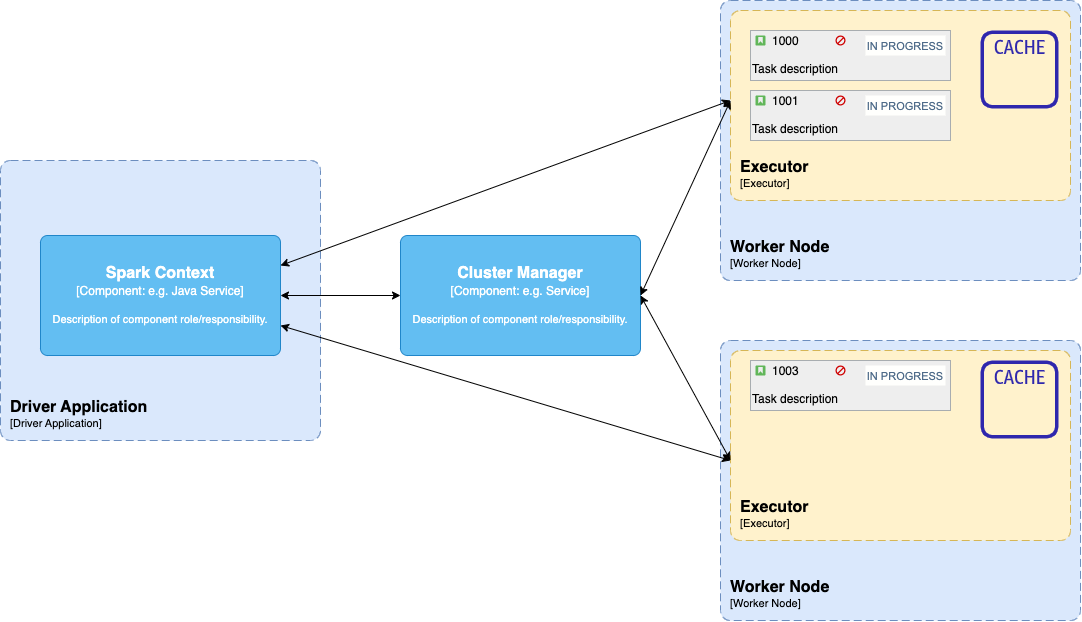 Spark Context
[Component: e.g. Java Service]
Description of component role/responsibility.
Driver Application
[Driver Application]
Cluster Manager
[Component: e.g. Service]
Description of component role/responsibility.
1000
IN PROGRESS
Task description
1001
IN PROGRESS
Task description
CACHE
Executor
[Executor]
Worker Node
[Worker Node]
1003
IN PROGRESS
Task description
CACHE
Executor
[Executor]
Worker Node
[Worker Node]